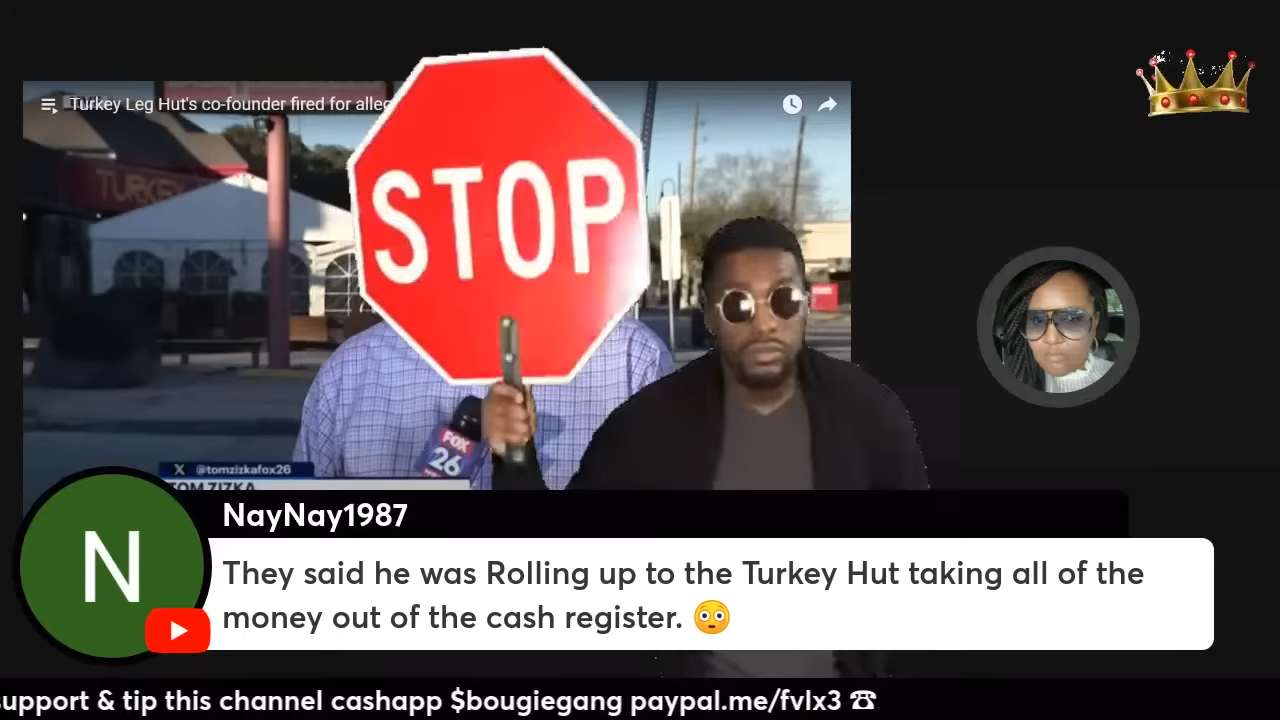 Turkey Leg Hut's co-founder fired for alleg
TURKEY
STOP
FOX
26
X @tomzizkafox26
TOM ZIZKA
N
NayNay1987
They said he was Rolling up to the Turkey Hut taking all of the
money out of the cash register. 😳
support & tip this channel cashapp $bougiegang paypal.me/fvlx3 ☎